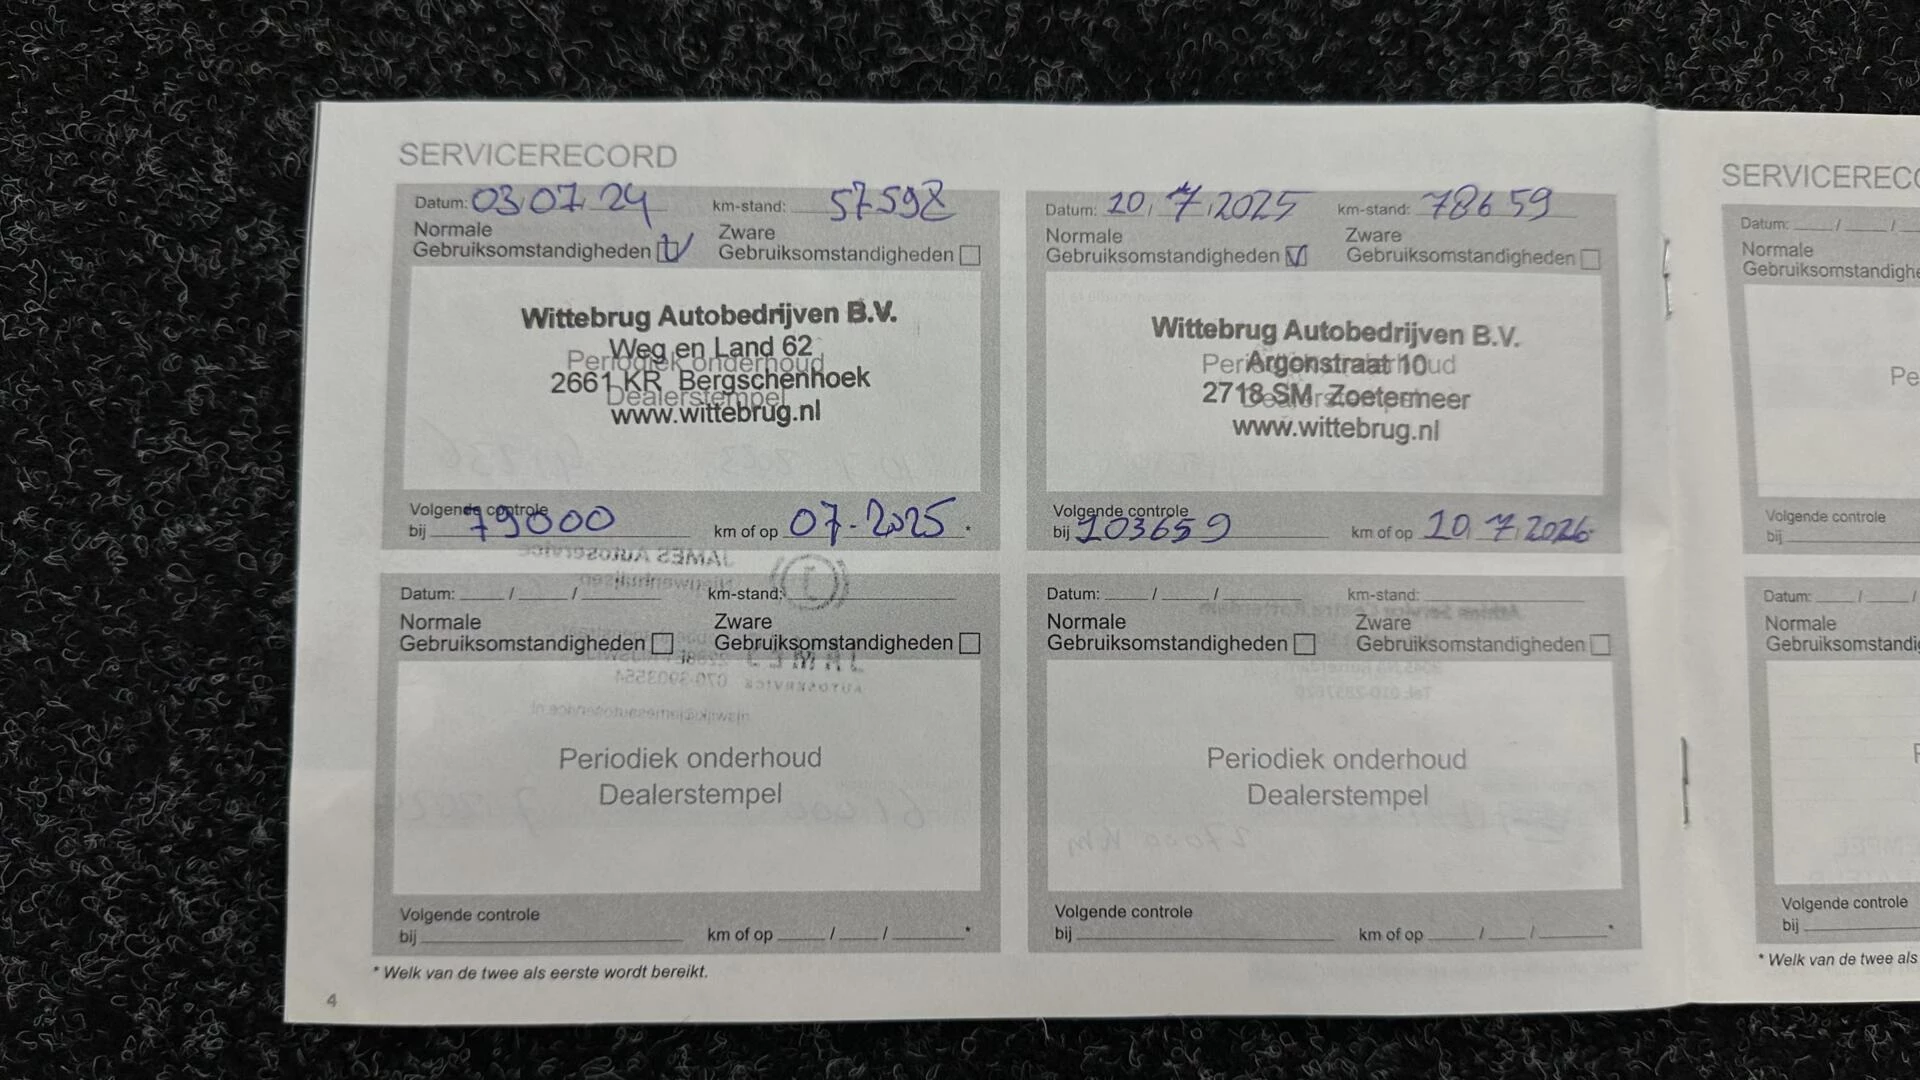 SERVICERECORD
Datum: 03/07/24 km-stand: 57598
Normale Gebruiksomstandigheden Zware Gebruiksomstandigheden
Wittebrug Autobedrijven B.V.
Weg en Land 62
Periodiek onderhoud
2661 KR Bergschenhoek
Dealerstempel
www.wittebrug.nl
Volgende controle
bij 79000 km of op 07-2025 *
Datum: 10/7/2025 km-stand: 78659
Normale Gebruiksomstandigheden Zware Gebruiksomstandigheden
Wittebrug Autobedrijven B.V.
Argonstraat 10
2718 SM Zoetermeer
www.wittebrug.nl
Volgende controle
bij 103659 km of op 10/7/2026
Datum: / / km-stand:
Normale Gebruiksomstandigheden Zware Gebruiksomstandigheden
Periodiek onderhoud
Dealerstempel
Volgende controle
bij km of op / / *
Datum: / / km-stand:
Normale Gebruiksomstandigheden Zware Gebruiksomstandigheden
Periodiek onderhoud
Dealerstempel
Volgende controle
bij km of op / / *
* Welk van de twee als eerste wordt bereikt.
4
Datum: / /
Normale
Volgende controle
bij
Datum: / /
Normale
Volgende controle
bij
* Welk van de twee als